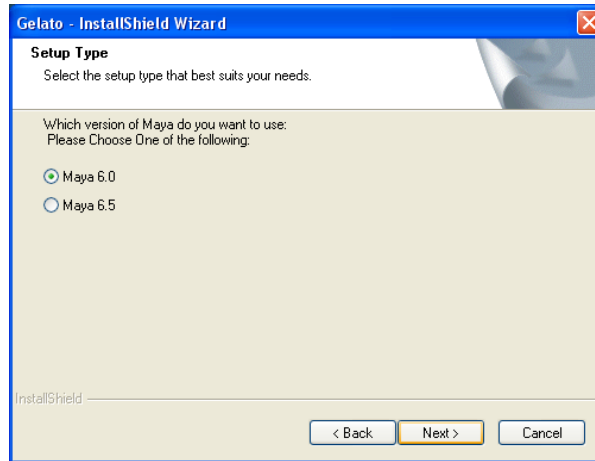 Gelato - InstallShield Wizard
Setup Type
Select the setup type that best suits your needs.
Which version of Maya do you want to use:
Please Choose One of the following:
Maya 6.0
Maya 6.5
InstallShield
< Back Next > Cancel